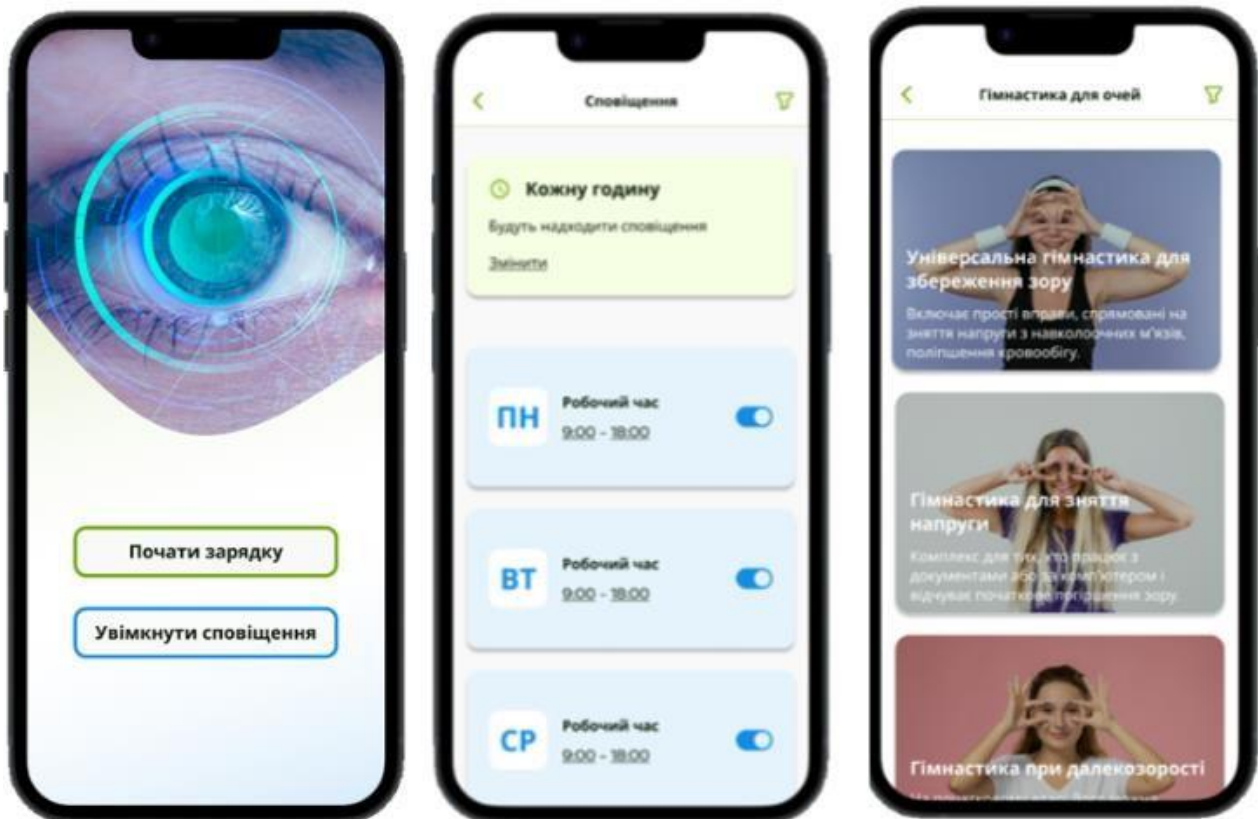 Почати зарядку
Увімкнути сповіщення
Сповіщення
Кожну годину
Будуть надходити сповіщення
Змінити
ПН
Робочий час
9:00 - 18:00
ВТ
Робочий час
9:00 - 18:00
СР
Робочий час
9:00 - 18:00
Гімнастика для очей
Універсальна гімнастика для
збереження зору
Включає прості вправи, спрямовані на
зняття напруги з навколоочних м'язів,
поліпшення кровообігу.
Гімнастика для зняття
напруги
Комплекс для тих, хто працює з
документами або за комп'ютером і
відчуває початкове погіршення зору.
Гімнастика при далекозорості